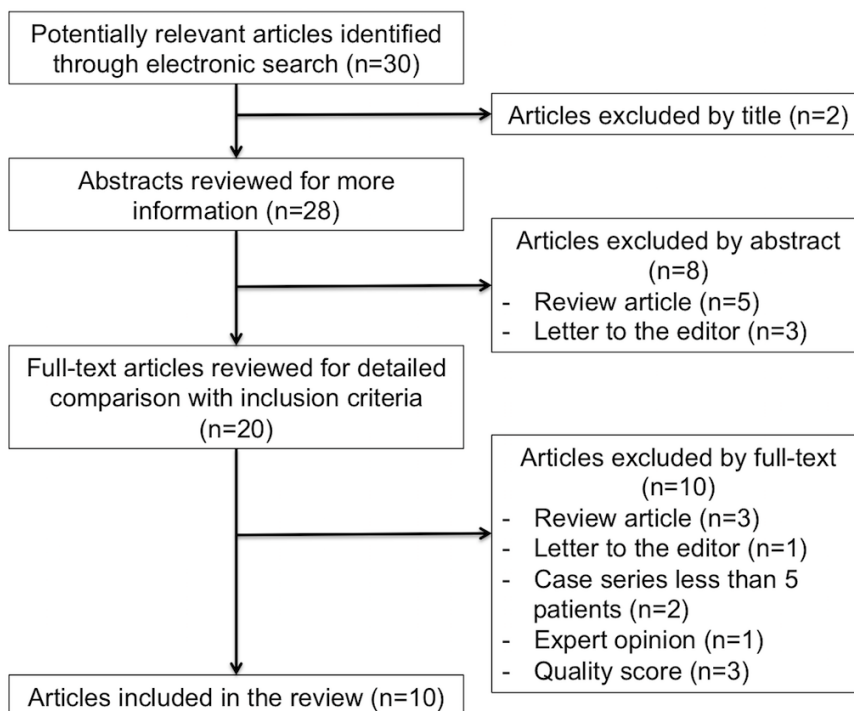 Potentially relevant articles identified
through electronic search (n=30)
Articles excluded by title (n=2)
Abstracts reviewed for more
information (n=28)
Articles excluded by abstract
(n=8)
- Review article (n=5)
- Letter to the editor (n=3)
Full-text articles reviewed for detailed
comparison with inclusion criteria
(n=20)
Articles excluded by full-text
(n=10)
- Review article (n=3)
- Letter to the editor (n=1)
- Case series less than 5
patients (n=2)
- Expert opinion (n=1)
- Quality score (n=3)
Articles included in the review (n=10)